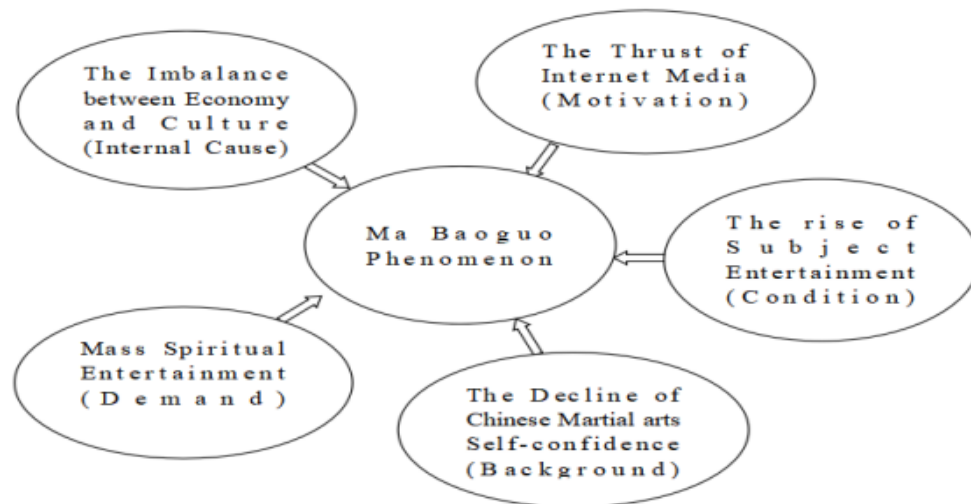 The Imbalance
between Economy
and Culture
(Internal Cause)
The Thrust of
Internet Media
(Motivation)
Ma Baoguo
Phenomenon
The rise of
Subject
Entertainment
(Condition)
Mass Spiritual
Entertainment
(Demand)
The Decline of
Chinese Martial arts
Self-confidence
(Background)